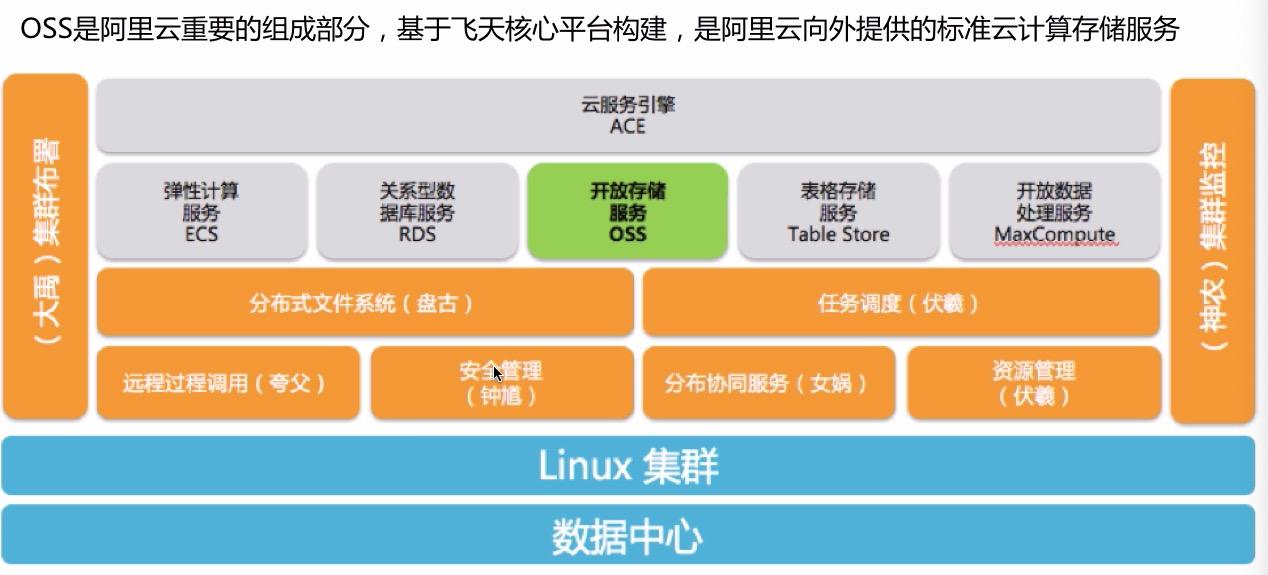 OSS是阿里云重要的组成部分，基于飞天核心平台构建，是阿里云向外提供的标准云计算存储服务
（大禹）集群布署
云服务引擎
ACE
弹性计算
服务
ECS
关系型数
据库服务
RDS
开放存储
服务
OSS
表格存储
服务
Table Store
开放数据
处理服务
MaxCompute
（神农）集群监控
分布式文件系统（盘古）
任务调度（伏羲）
远程过程调用（夸父）
安全管理
（钟馗）
分布协同服务（女娲）
资源管理
（伏羲）
Linux 集群
数据中心